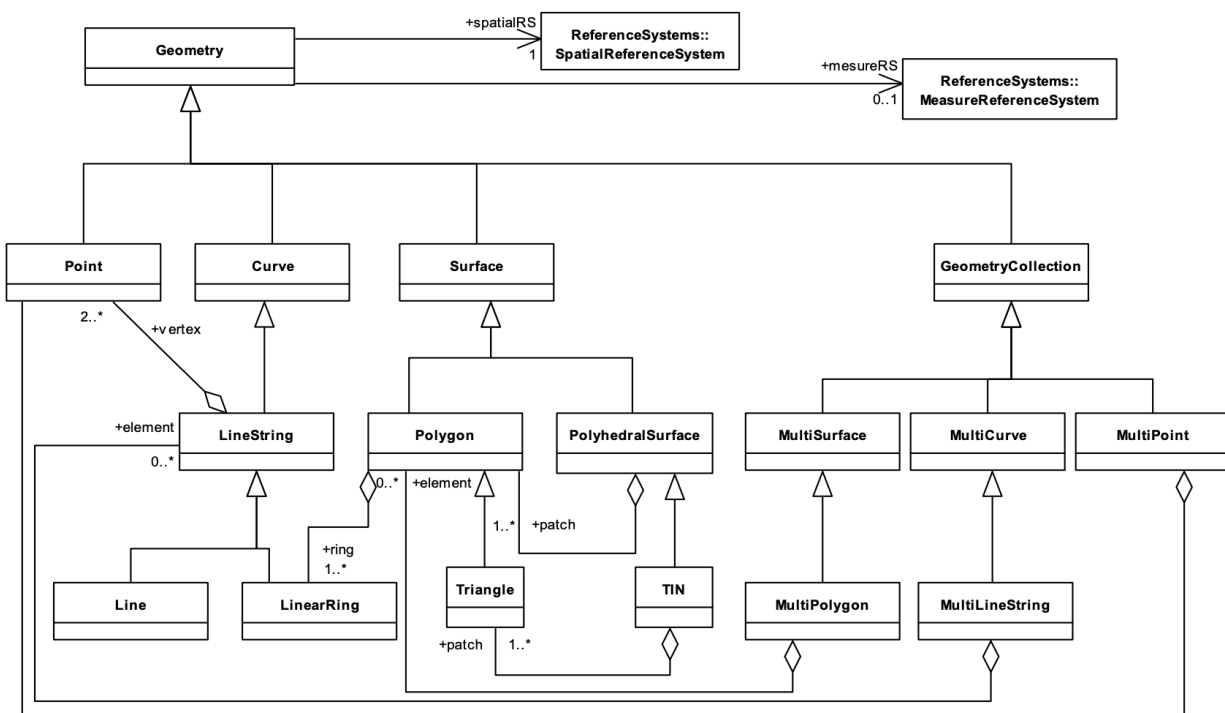 +spatialRS
1
ReferenceSystems::
SpatialReferenceSystem
Geometry
+mesureRS
0..1
ReferenceSystems::
MeasureReferenceSystem
Point
Curve
Surface
GeometryCollection
2..*
+vertex
+element
0..*
LineString
Polygon
PolyhedralSurface
MultiSurface
MultiCurve
MultiPoint
0..*
+element
1..*
+patch
+ring
1..*
Line
LinearRing
Triangle
TIN
MultiPolygon
MultiLineString
+patch
1..*